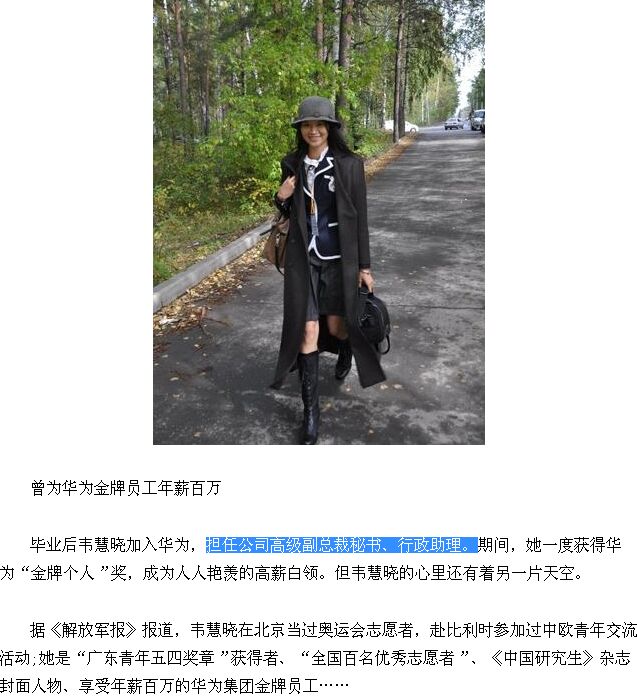 曾为华为金牌员工年薪百万
毕业后韦慧晓加入华为，担任公司高级副总裁秘书、行政助理。期间，她一度获得华
为“金牌个人”奖，成为人人艳羡的高薪白领。但韦慧晓的心里还有着另一片天空。
据《解放军报》报道，韦慧晓在北京当过奥运会志愿者，赴比利时参加过中欧青年交流
活动;她是“广东青年五四奖章”获得者、“全国百名优秀志愿者”、《中国研究生》杂志
封面人物、享受年薪百万的华为集团金牌员工……